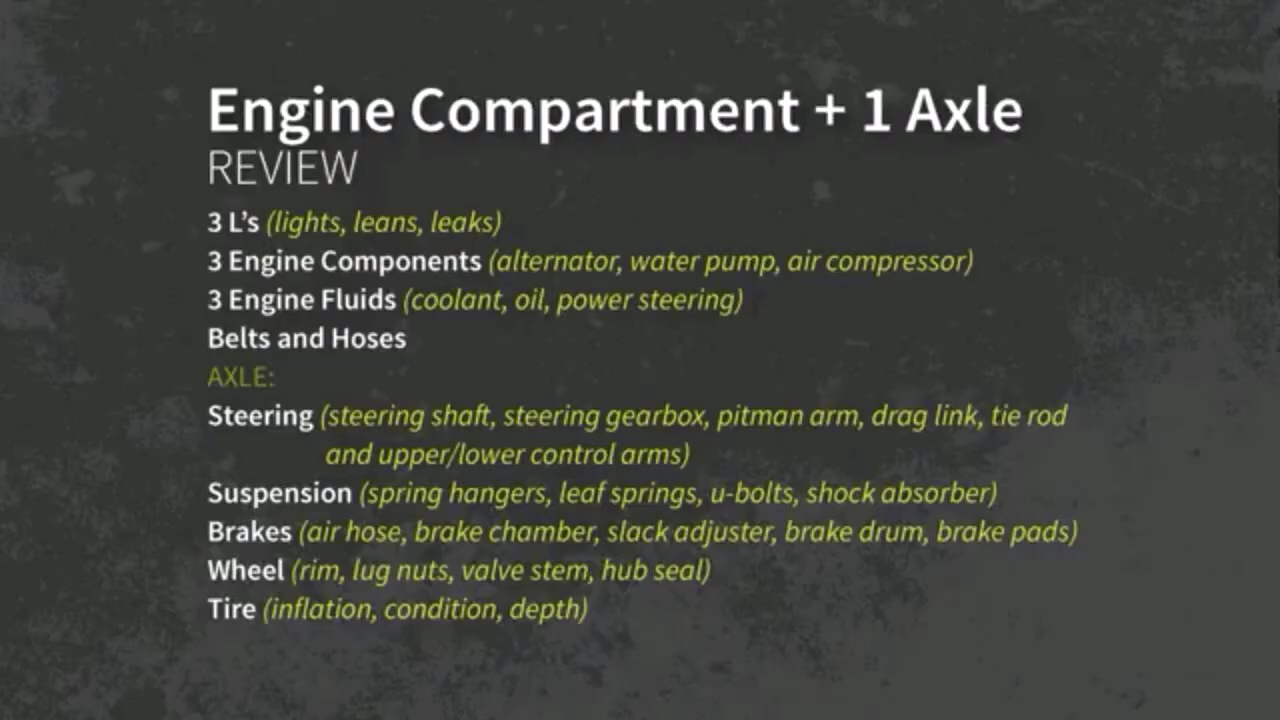 Engine Compartment + 1 Axle
REVIEW
3 L’s (lights, leans, leaks)
3 Engine Components (alternator, water pump, air compressor)
3 Engine Fluids (coolant, oil, power steering)
Belts and Hoses
AXLE:
Steering (steering shaft, steering gearbox, pitman arm, drag link, tie rod
and upper/lower control arms)
Suspension (spring hangers, leaf springs, u-bolts, shock absorber)
Brakes (air hose, brake chamber, slack adjuster, brake drum, brake pads)
Wheel (rim, lug nuts, valve stem, hub seal)
Tire (inflation, condition, depth)